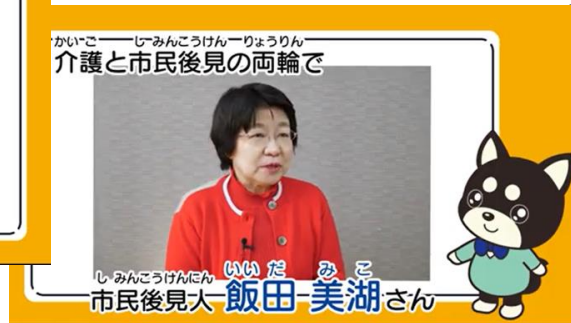 かいご しみんこうけん りょうりん
介護と市民後見の両輪で
しみんこうけんにん いいだ みこ
市民後見人 飯田 美湖さん